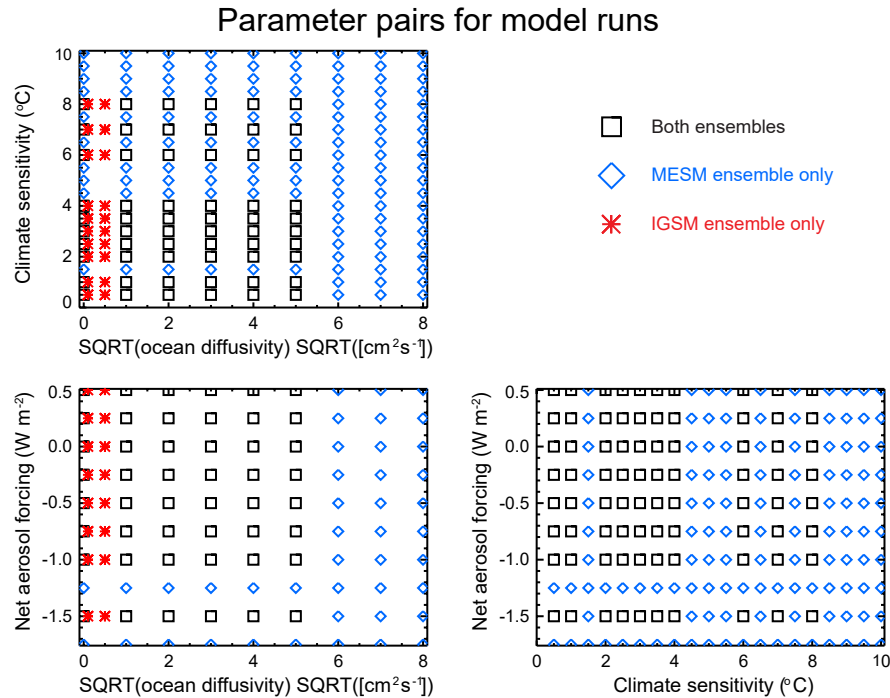 Parameter pairs for model runs
10
8
6
4
2
0
Climate sensitivity (°C)
0 2 4 6 8
SQRT(ocean diffusivity) SQRT([cm²s⁻¹])
Both ensembles
MESM ensemble only
IGSM ensemble only
0.5
0.0
-0.5
-1.0
-1.5
Net aerosol forcing (W m⁻²)
0 2 4 6 8
SQRT(ocean diffusivity) SQRT([cm²s⁻¹])
0.5
0.0
-0.5
-1.0
-1.5
Net aerosol forcing (W m⁻²)
0 2 4 6 8 10
Climate sensitivity (°C)